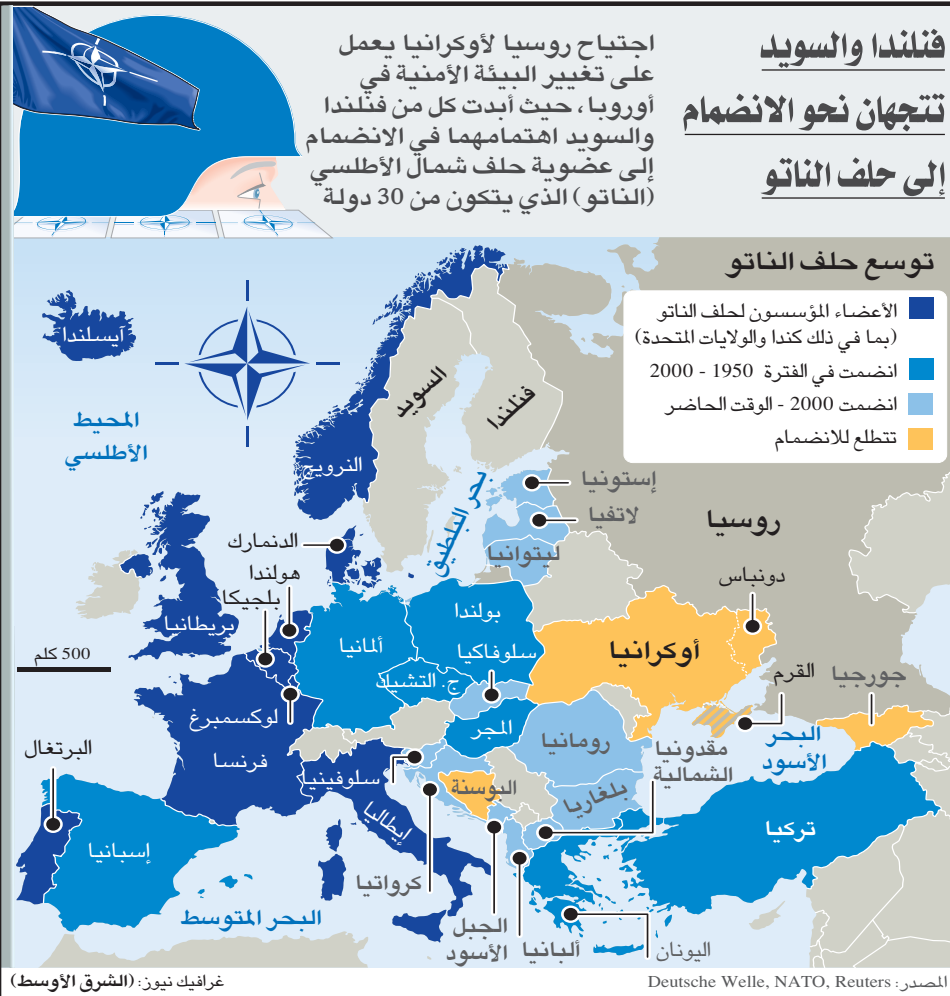 فنلندا والسويد
تتجهان نحو الانضمام
إلى حلف الناتو
اجتياح روسيا لأوكرانيا يعمل
على تغيير البيئة الأمنية في
أوروبا، حيث أبدت كل من فنلندا
والسويد اهتمامهما في الانضمام
إلى عضوية حلف شمال الأطلسي
(الناتو) الذي يتكون من 30 دولة
توسع حلف الناتو
الأعضاء المؤسسون لحلف الناتو
(بما في ذلك كندا والولايات المتحدة)
انضمت في الفترة 1950 - 2000
انضمت 2000 - الوقت الحاضر
تتطلع للانضمام
آيسلندا
المحيط
الأطلسي
السويد
فنلندا
النرويج
بحر البلطيق
إستونيا
لاتفيا
ليتوانيا
روسيا
الدنمارك
هولندا
بلجيكا
بريطانيا
500 كلم
ألمانيا
بولندا
سلوفاكيا
ج. التشيك
دونباس
أوكرانيا
القرم
جورجيا
لوكسمبرغ
فرنسا
المجر
رومانيا
مقدونيا
الشمالية
البحر
الأسود
البرتغال
سلوفينيا
البوسنة
بلغاريا
إيطاليا
تركيا
إسبانيا
كرواتيا
البحر المتوسط
الجبل
الأسود
ألبانيا
اليونان
غرافيك نيوز: (الشرق الأوسط)
المصدر: Deutsche Welle, NATO, Reuters